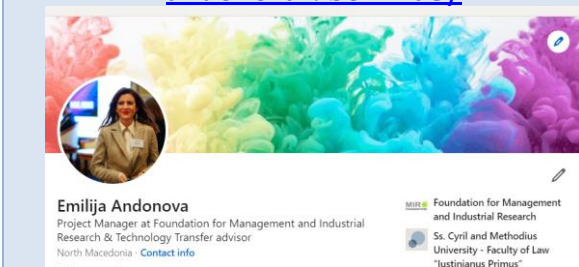 Emilija Andonova
Project Manager at Foundation for Management and Industrial
Research & Technology Transfer advisor
North Macedonia · Contact info
MIR
Foundation for Management
and Industrial Research
Ss. Cyril and Methodius
University - Faculty of Law
"Iustinianus Primus"